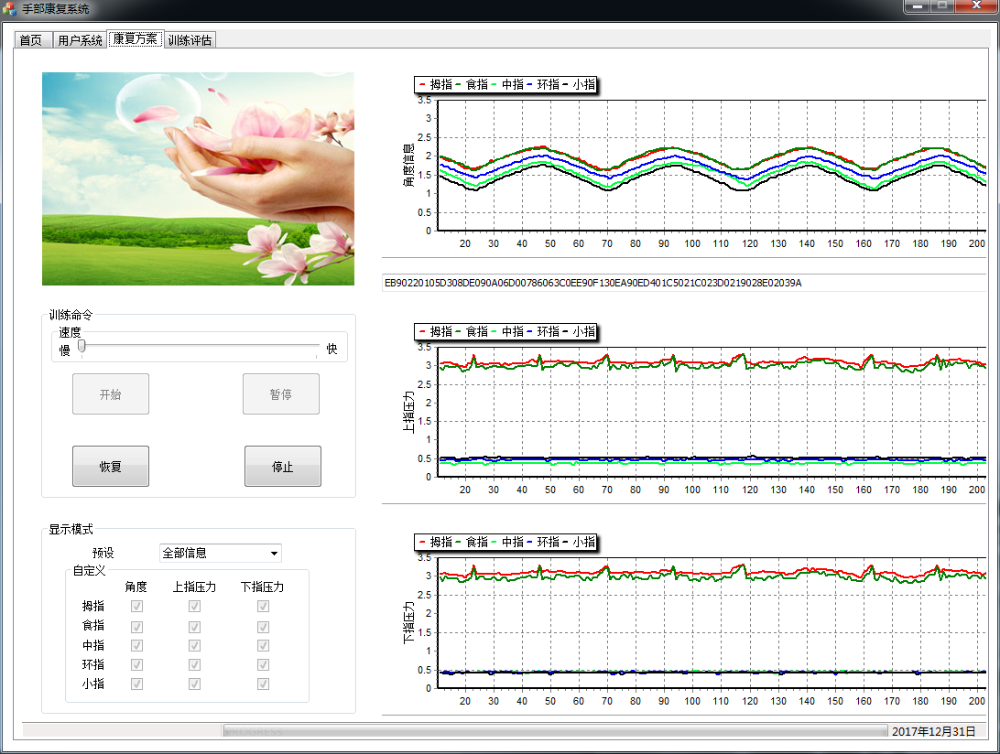 手部康复系统
首页 用户系统 康复方案 训练评估
拇指 食指 中指 环指 小指
角度信息
3.5
3
2.5
2
1.5
1
0.5
0
20 30 40 50 60 70 80 90 100 110 120 130 140 150 160 170 180 190 200
EB90220105D308DE090A06D00786063C0EE90F130EA90ED401C5021C023D0219028E02039A
训练命令
速度
慢 快
开始 暂停
恢复 停止
拇指 食指 中指 环指 小指
上指压力
3.5
3
2.5
2
1.5
1
0.5
0
20 30 40 50 60 70 80 90 100 110 120 130 140 150 160 170 180 190 200
显示模式
预设 全部信息
自定义
角度 上指压力 下指压力
拇指
食指
中指
环指
小指
拇指 食指 中指 环指 小指
下指压力
3.5
3
2.5
2
1.5
1
0.5
0
20 30 40 50 60 70 80 90 100 110 120 130 140 150 160 170 180 190 200
PROGRESS
2017年12月31日